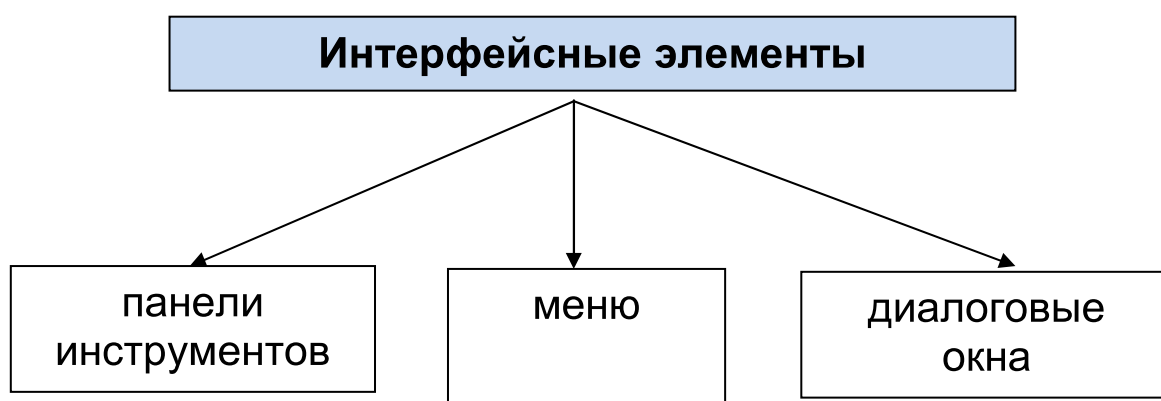 Интерфейсные элементы
панели
инструментов
меню
диалоговые
окна